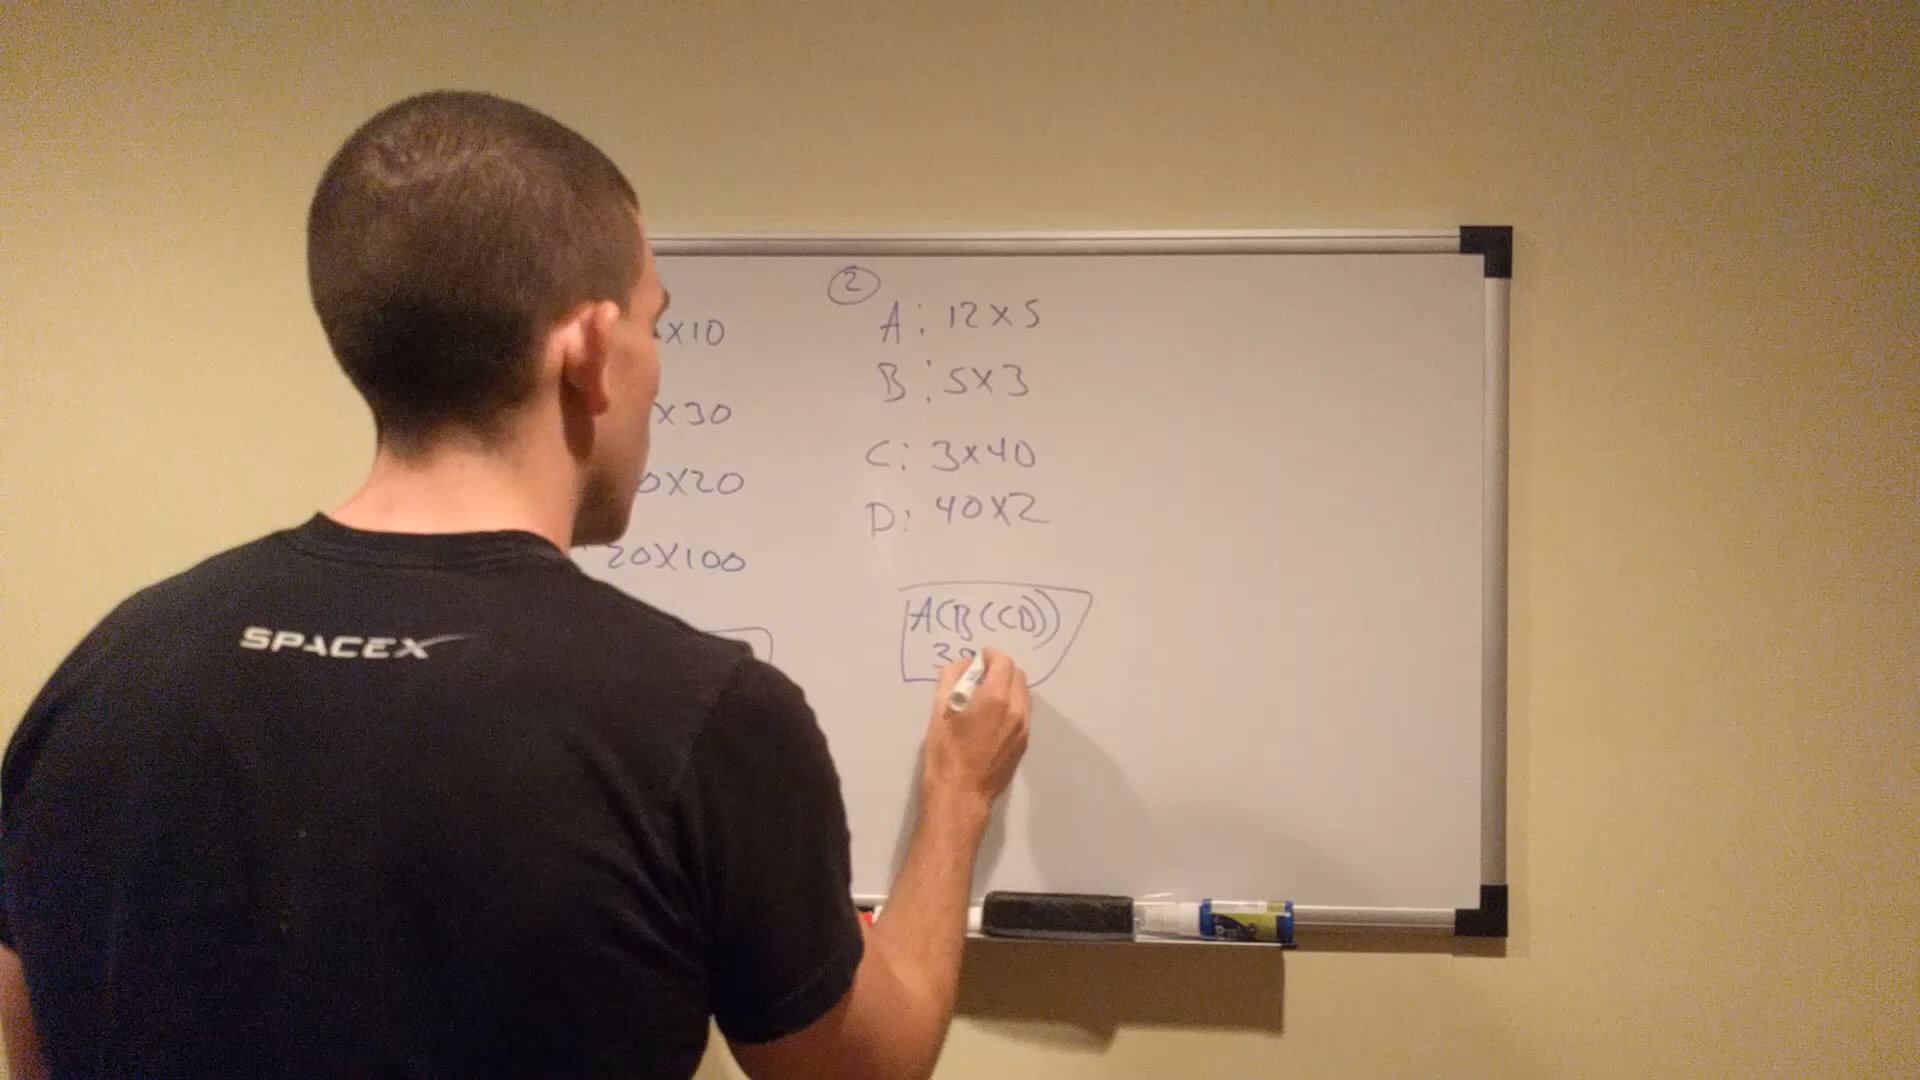 SPACEX
x10
x30
0x20
20x100
2
A: 12x5
B: 5x3
C: 3x40
D: 40x2
A(B(CD))